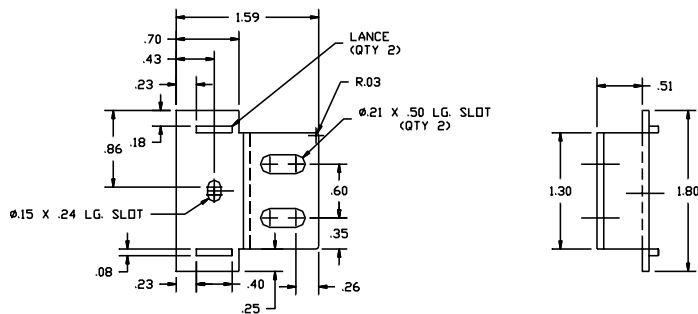 1.59
.70
.43
.23
LANCE
(QTY 2)
R.03
Ø.21 X .50 LG. SLOT
(QTY 2)
.51
.86
.18
.60
1.30
1.80
Ø.15 X .24 LG. SLOT
.35
.08
.23
.40
.25
.26